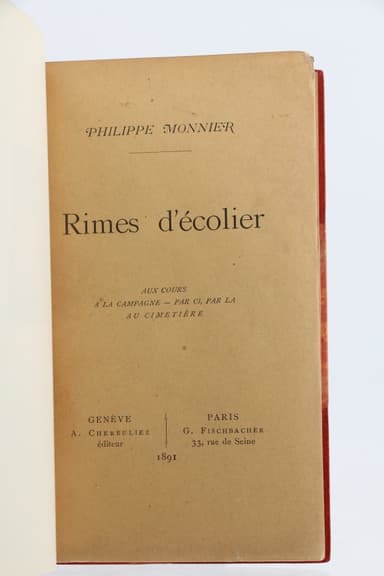 PHILIPPE MONNIER
Rimes d'écolier
AUX COURS
A LA CAMPAGNE — PAR CI, PAR LA
AU CIMETIÈRE
GENÈVE
A. CHERBULIEZ
éditeur
PARIS
G. FISCHBACHER
33, rue de Seine
1891